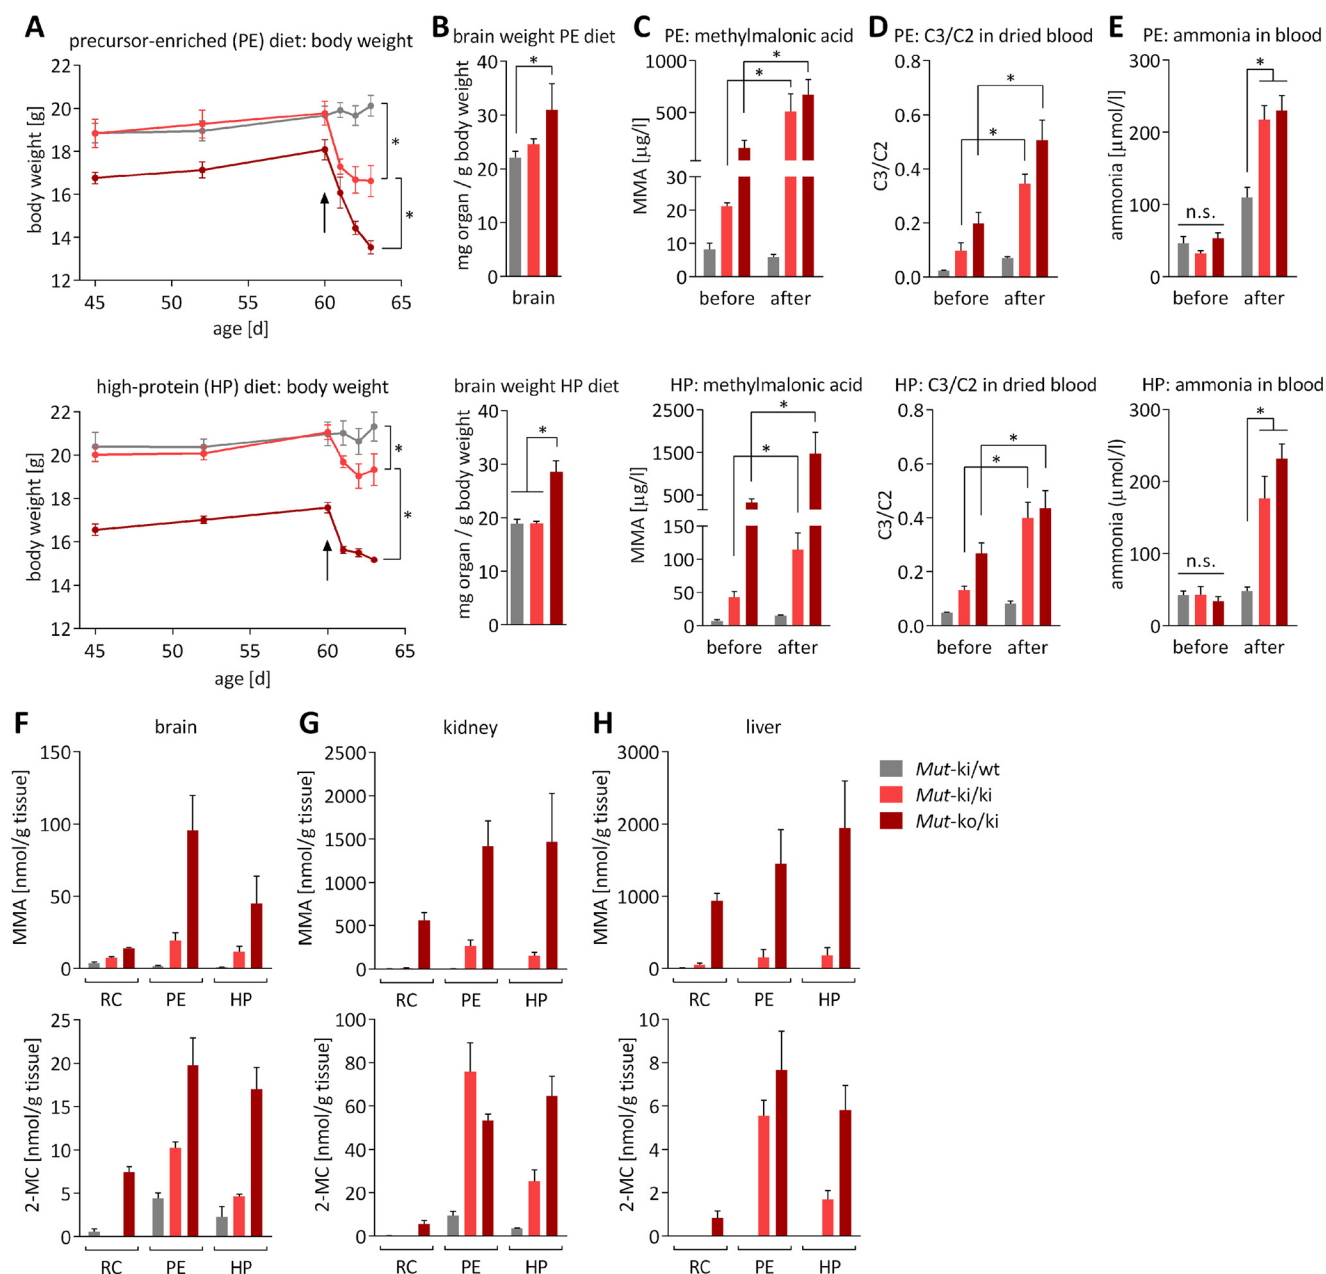 A
precursor-enriched (PE) diet: body weight
body weight [g]
22
20
18
16
14
12
*
*
45
50
55
60
65
age [d]
high-protein (HP) diet: body weight
body weight [g]
22
20
18
16
14
12
*
*
45
50
55
60
65
age [d]
B
brain weight PE diet
mg organ / g body weight
40
30
20
10
0
*
brain
brain weight HP diet
mg organ / g body weight
40
30
20
10
0
*
C
PE: methylmalonic acid
MMA [µg/l]
1000
500
30
20
10
0
*
*
before
after
HP: methylmalonic acid
MMA [µg/l]
2500
1500
500
150
100
50
0
*
*
before
after
D
PE: C3/C2 in dried blood
C3/C2
0.8
0.6
0.4
0.2
0.0
*
*
before
after
HP: C3/C2 in dried blood
C3/C2
0.8
0.6
0.4
0.2
0.0
*
*
before
after
E
PE: ammonia in blood
ammonia [µmol/l]
300
200
100
0
*
n.s.
before
after
HP: ammonia in blood
ammonia (µmol/l)
300
200
100
0
*
n.s.
before
after
F
brain
MMA [nmol/g tissue]
150
100
50
0
RC
PE
HP
2-MC [nmol/g tissue]
25
20
15
10
5
0
RC
PE
HP
G
kidney
MMA [nmol/g tissue]
2500
2000
1500
1000
500
0
RC
PE
HP
2-MC [nmol/g tissue]
100
80
60
40
20
0
RC
PE
HP
H
liver
MMA [nmol/g tissue]
3000
2000
1000
0
RC
PE
HP
2-MC [nmol/g tissue]
10
8
6
4
2
0
RC
PE
HP
Mut-ki/wt
Mut-ki/ki
Mut-ko/ki